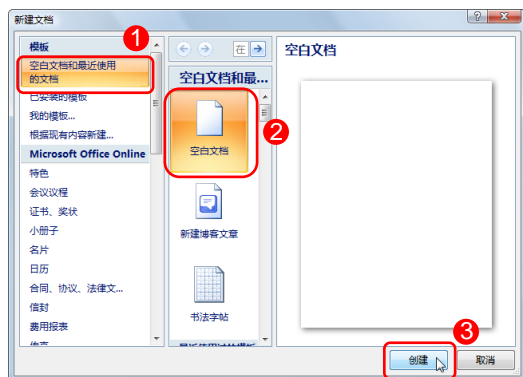 新建文档
模板
1
空白文档和最近使用
的文档
已安装的模板
我的模板...
根据现有内容新建...
Microsoft Office Online
特色
会议议程
证书、奖状
小册子
名片
日历
合同、协议、法律文...
信封
费用报表
在
空白文档和最...
空白文档
2
新建博客文章
书法字帖
空白文档
3
创建
取消